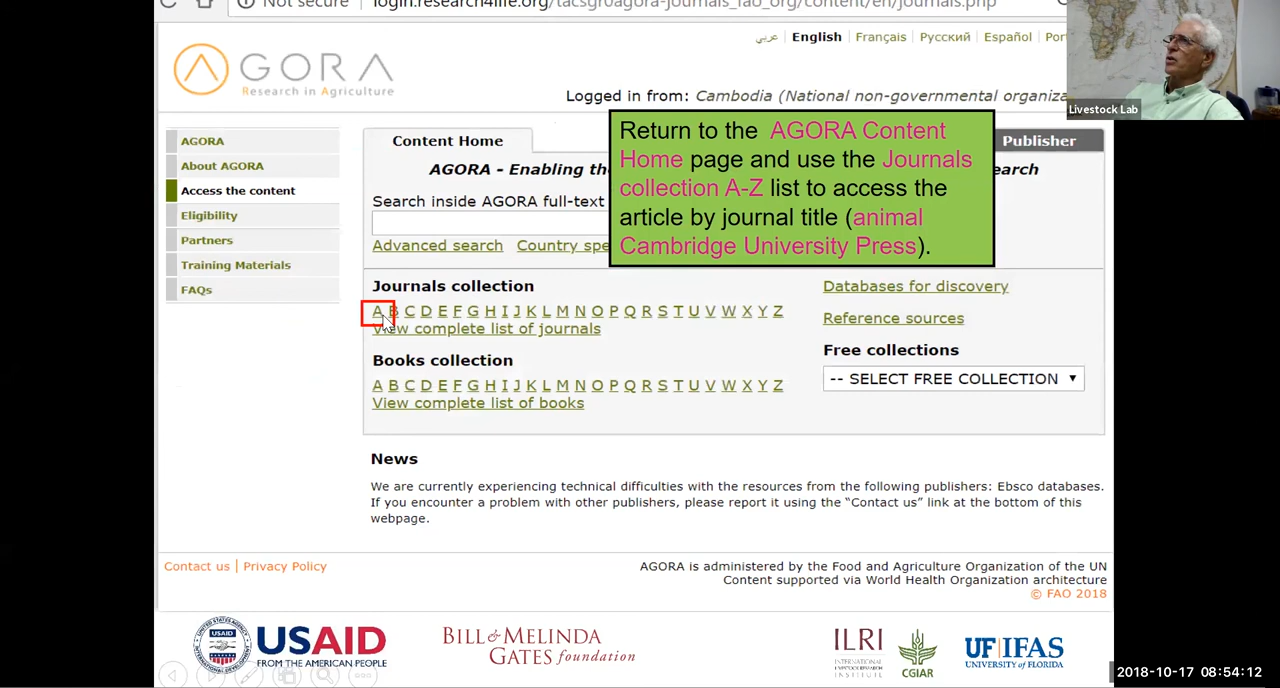 Not secure
login.research4life.org/tacsgr0agora-journals_fao_org/content/en/journals.php
عربي | English | Français | Русский | Español | Por
GORA
Research in Agriculture
Logged in from: Cambodia (National non-governmental organiza
Livestock Lab
AGORA
About AGORA
Access the content
Eligibility
Partners
Training Materials
FAQs
Content Home
Publisher
AGORA - Enabling th
earch
Search inside AGORA full-text
Advanced search Country spe
Return to the AGORA Content
Home page and use the Journals
collection A-Z list to access the
article by journal title (animal
Cambridge University Press).
Journals collection
A B C D E F G H I J K L M N O P Q R S T U V W X Y Z
View complete list of journals
Books collection
A B C D E F G H I J K L M N O P Q R S T U V W X Y Z
View complete list of books
Databases for discovery
Reference sources
Free collections
-- SELECT FREE COLLECTION
News
We are currently experiencing technical difficulties with the resources from the following publishers: Ebsco databases.
If you encounter a problem with other publishers, please report it using the “Contact us” link at the bottom of this
webpage.
Contact us | Privacy Policy
AGORA is administered by the Food and Agriculture Organization of the UN
Content supported via World Health Organization architecture
© FAO 2018
USAID
USAID
FROM THE AMERICAN PEOPLE
BILL & MELINDA
GATES foundation
ILRI
INTERNATIONAL
LIVESTOCK RESEARCH
INSTITUTE
CGIAR
UF IFAS
UNIVERSITY of FLORIDA
2018-10-17 08:54:12